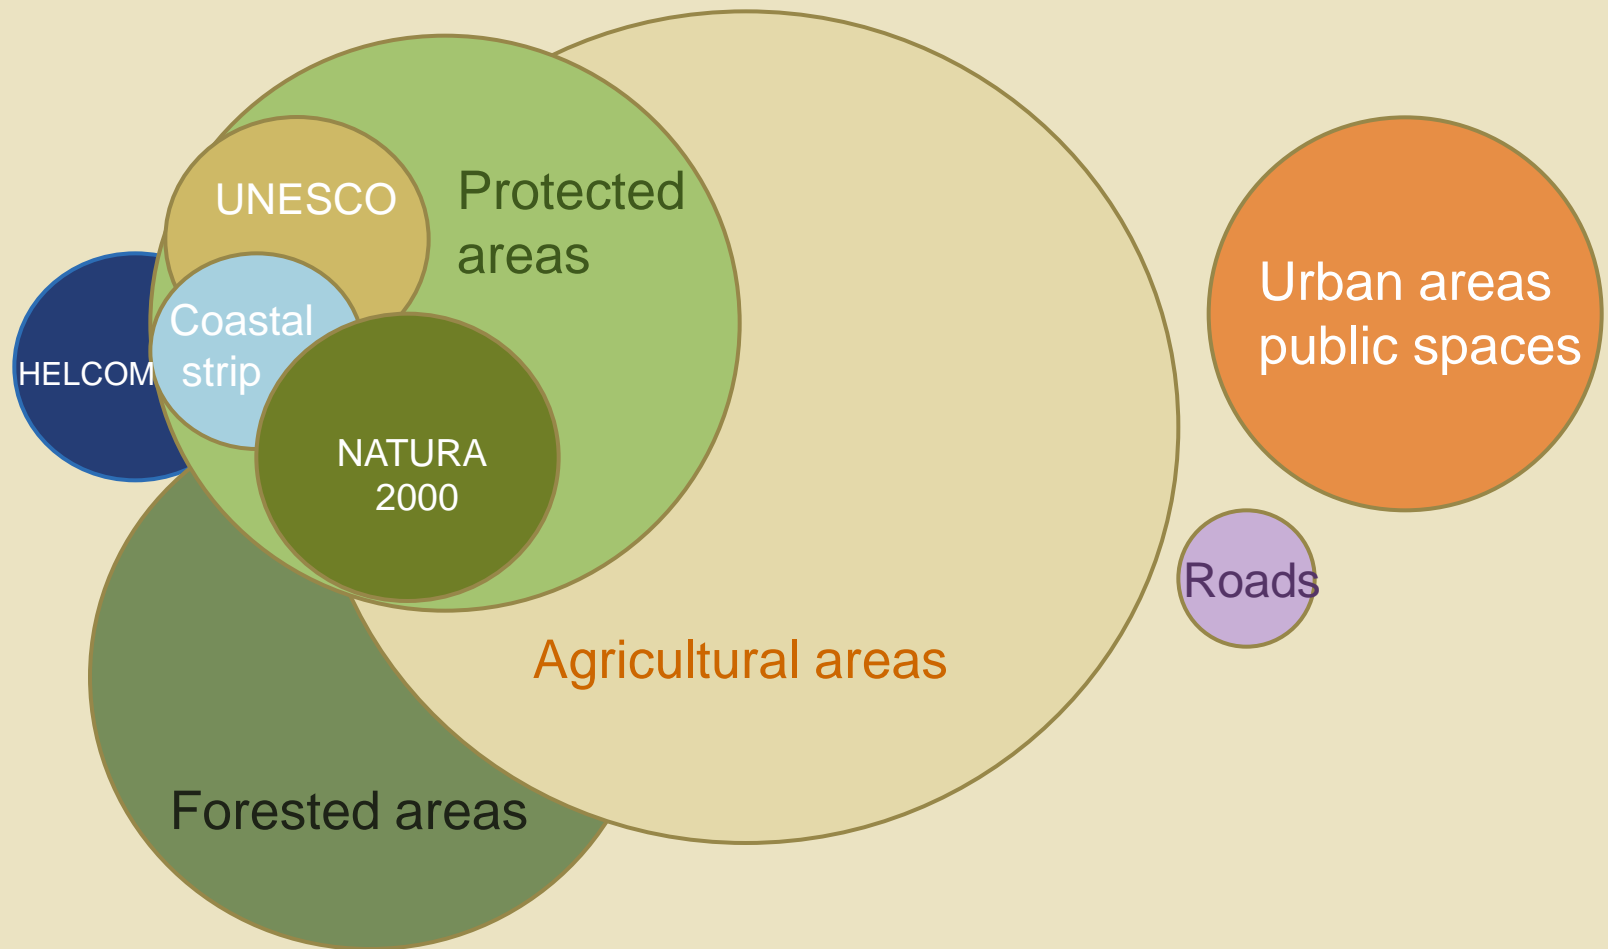 UNESCO
Protected
areas
Urban areas
public spaces
Coastal
strip
HELCOM
NATURA
2000
Roads
Agricultural areas
Forested areas